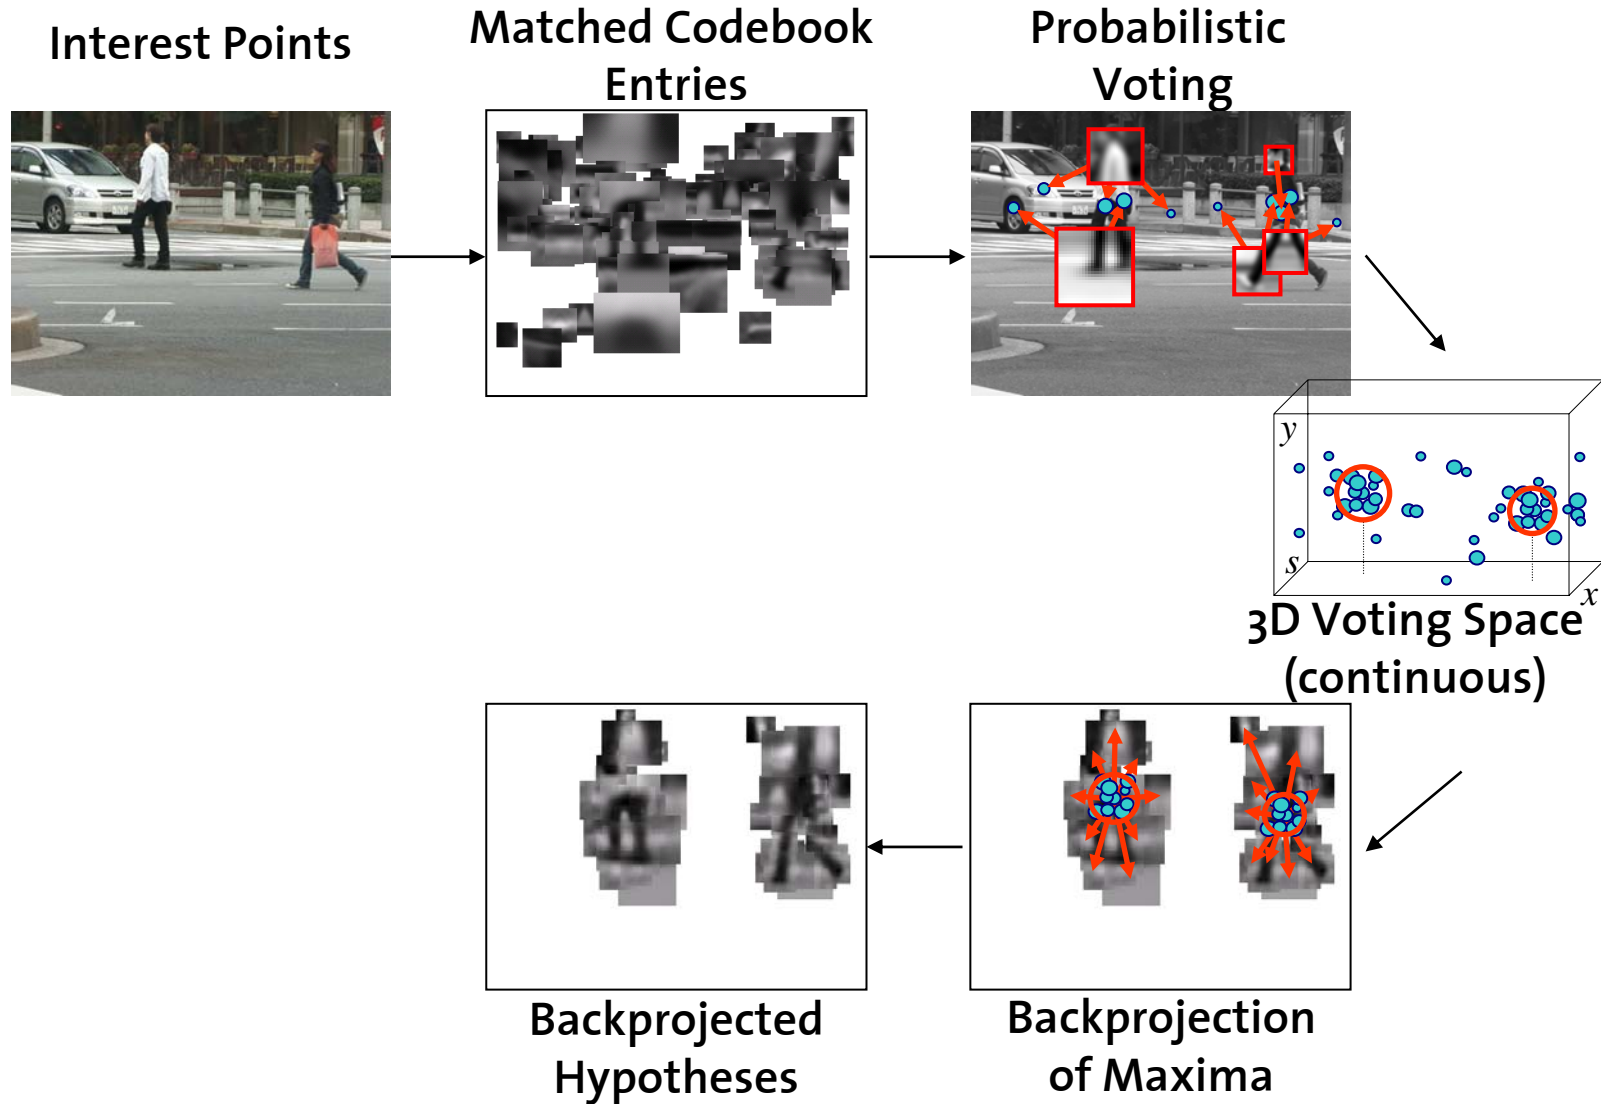 Interest Points
Matched Codebook
Entries
Probabilistic
Voting
y
s
x
3D Voting Space
(continuous)
Backprojected
Hypotheses
Backprojection
of Maxima